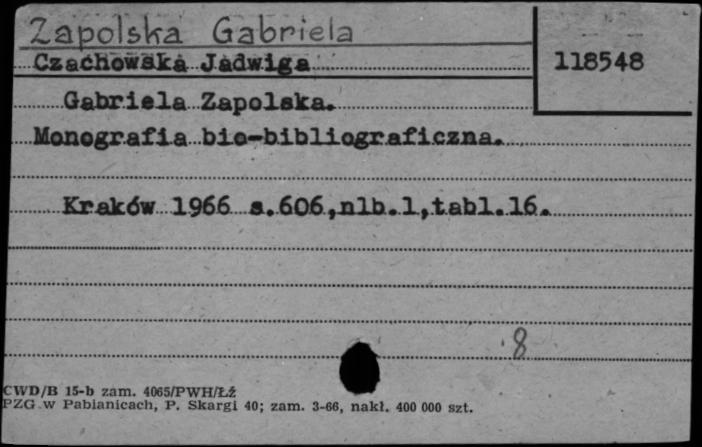 Zapolska Gabriela
Czachowska Jadwiga
118548
Gabriela Zapolska.
Monografia bio-bibliograficzna.
Kraków 1966 s.606,nlb.1,tabl.16.
8
CWD/B 15-b zam. 4065/PWH/Łź
PZG w Pabianicach, P. Skargi 40; zam. 3-66, nakł. 400 000 szt.